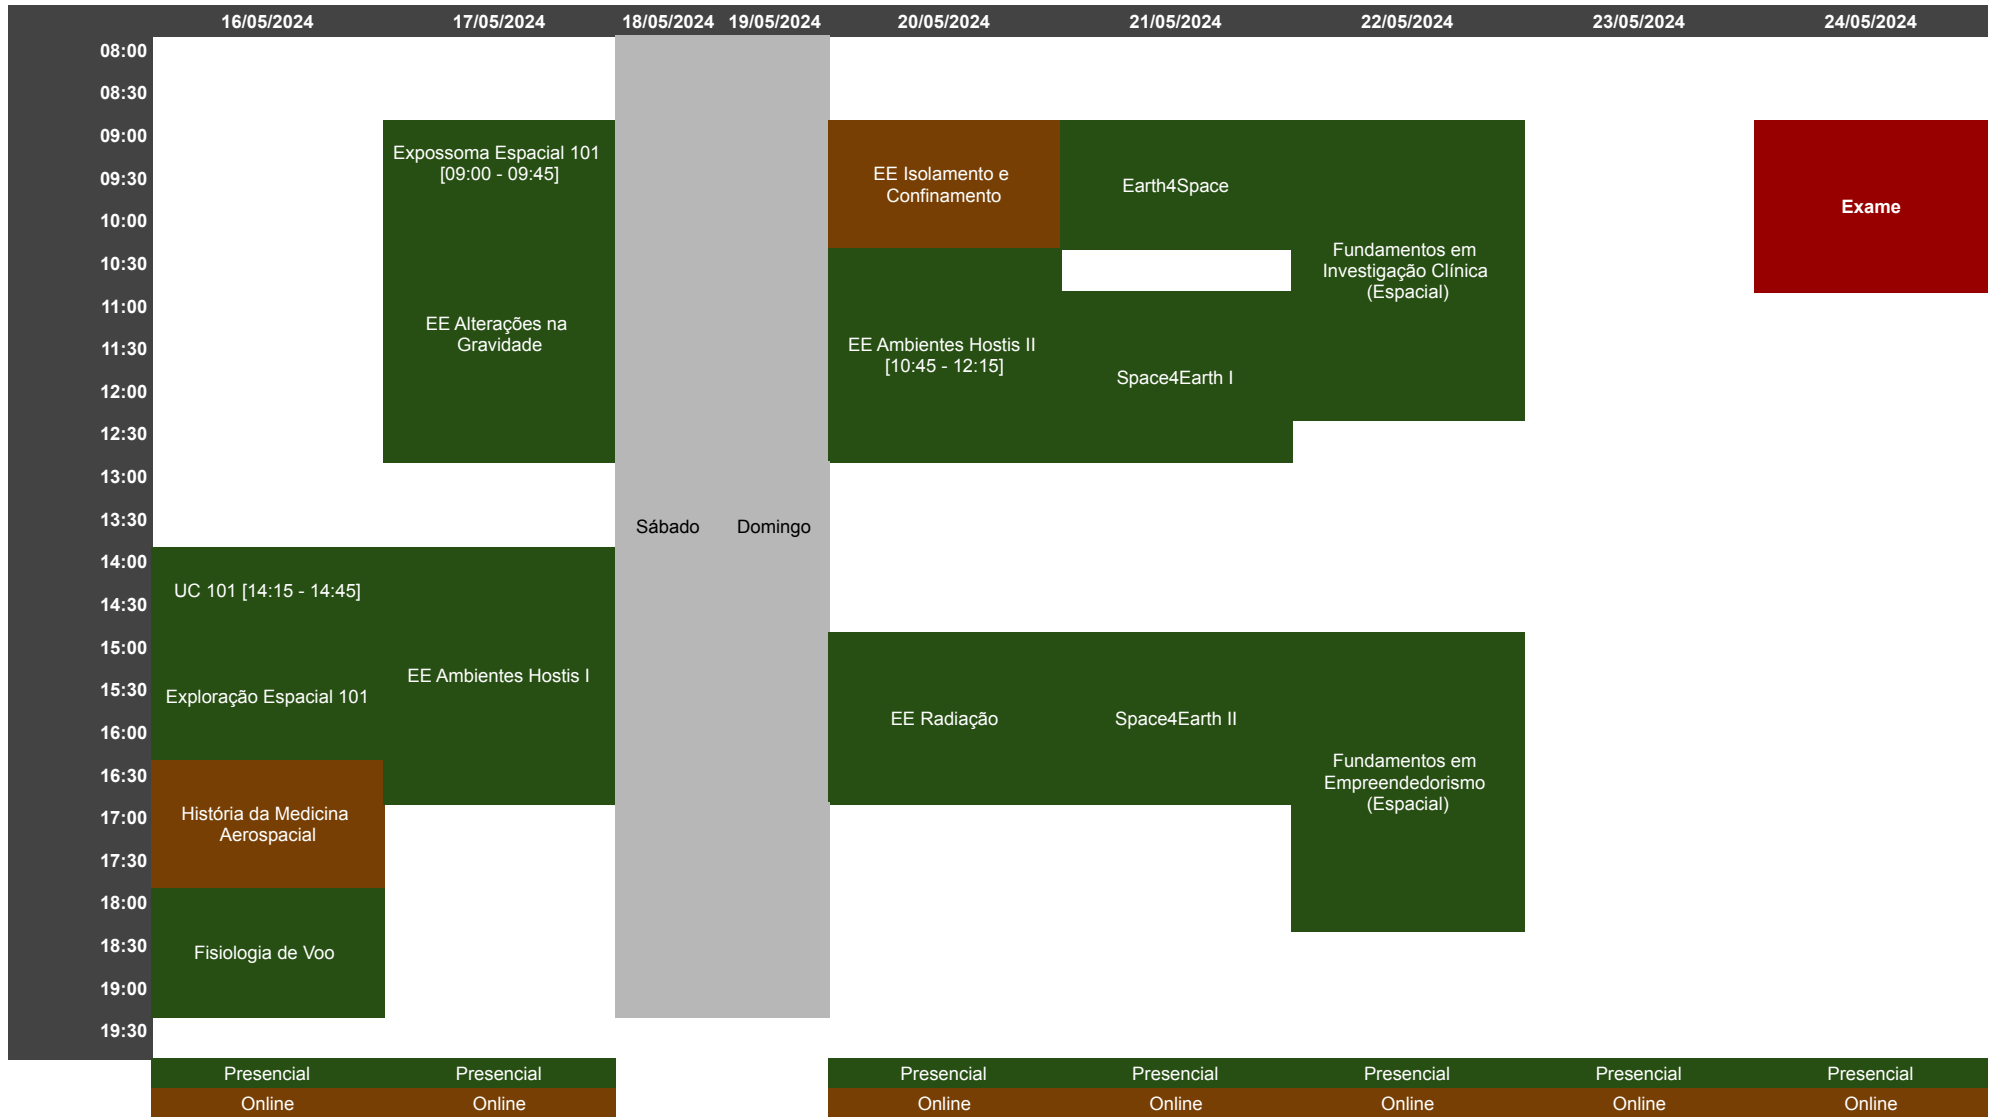 16/05/2024 17/05/2024 18/05/2024 19/05/2024 20/05/2024 21/05/2024 22/05/2024 23/05/2024 24/05/2024
08:00
08:30
09:00
Expossoma Espacial 101
[09:00 - 09:45]
09:30
EE Isolamento e
Confinamento
Earth4Space
10:00
Exame
10:30
Fundamentos em
Investigação Clínica
(Espacial)
11:00
EE Alterações na
Gravidade
11:30
EE Ambientes Hostis II
[10:45 - 12:15]
12:00
Space4Earth I
12:30
13:00
13:30
Sábado
Domingo
14:00
UC 101 [14:15 - 14:45]
14:30
15:00
EE Ambientes Hostis I
15:30
Exploração Espacial 101
16:00
EE Radiação
Space4Earth II
16:30
Fundamentos em
Empreendedorismo
(Espacial)
17:00
História da Medicina
Aerospacial
17:30
18:00
18:30
Fisiologia de Voo
19:00
19:30
Presencial Presencial Presencial Presencial Presencial Presencial Presencial
Online Online Online Online Online Online Online